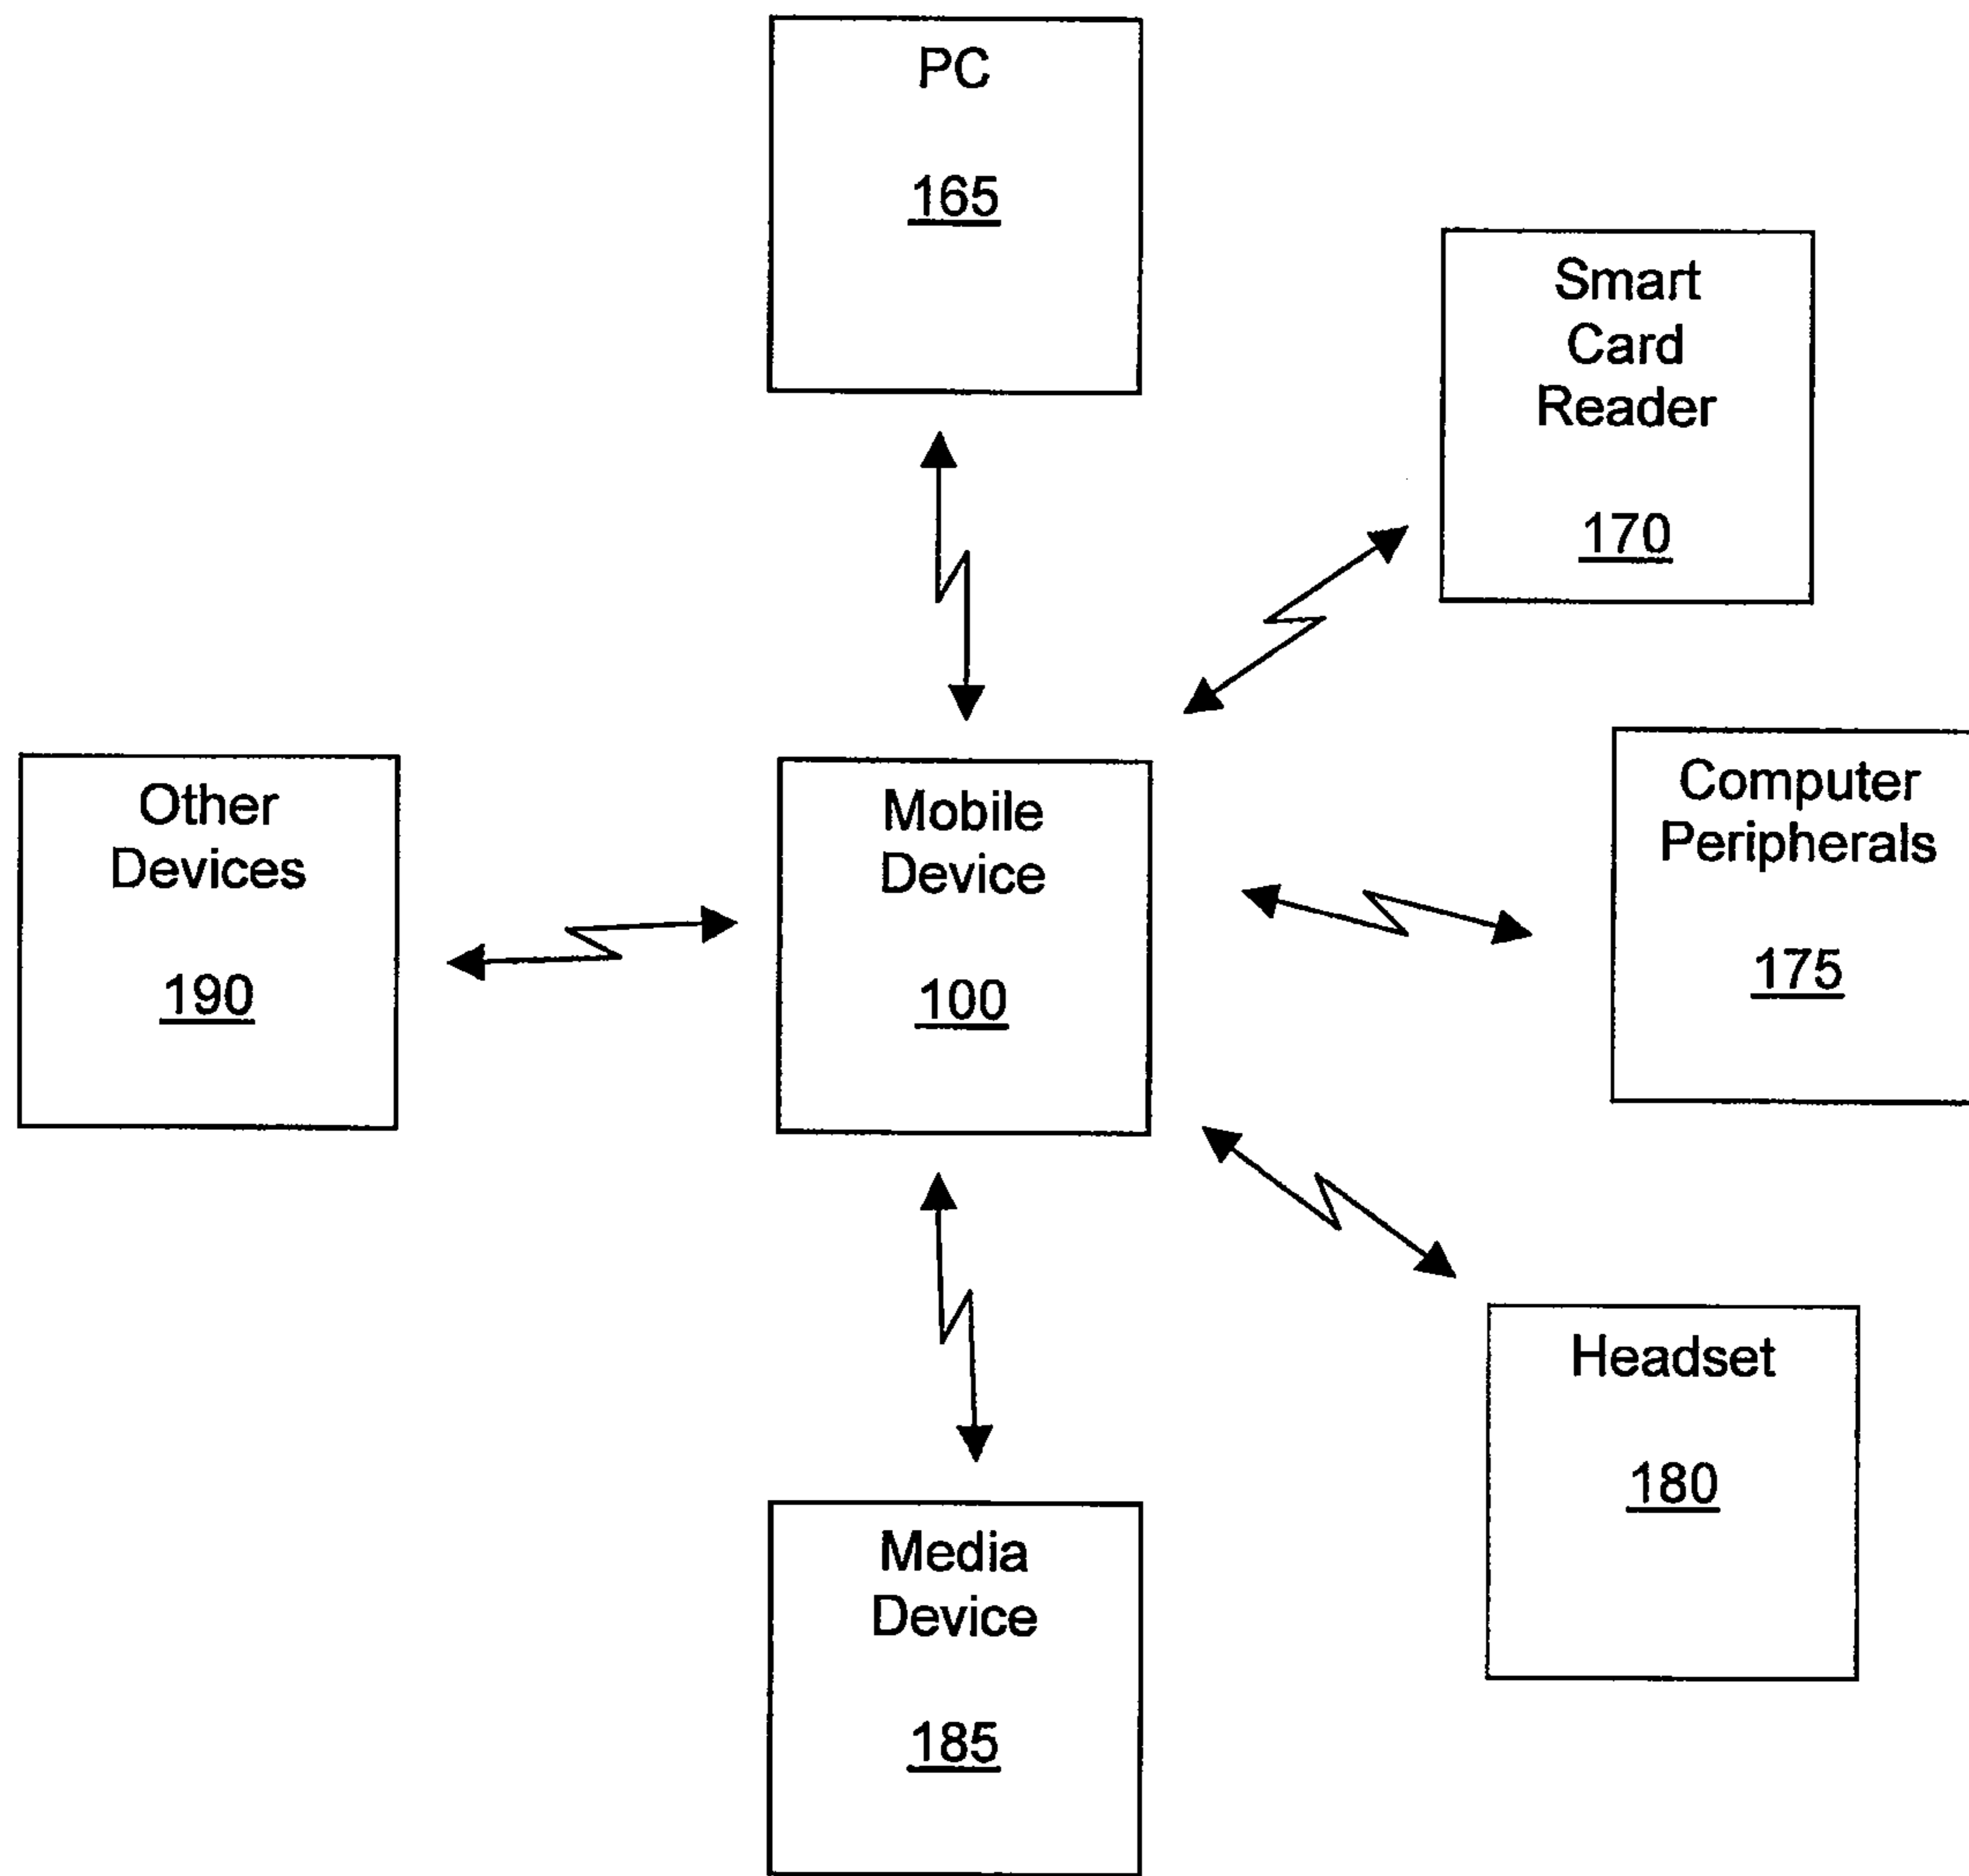 PC
165
Smart
Card
Reader
170
Other
Devices
190
Mobile
Device
100
Computer
Peripherals
175
Headset
180
Media
Device
185